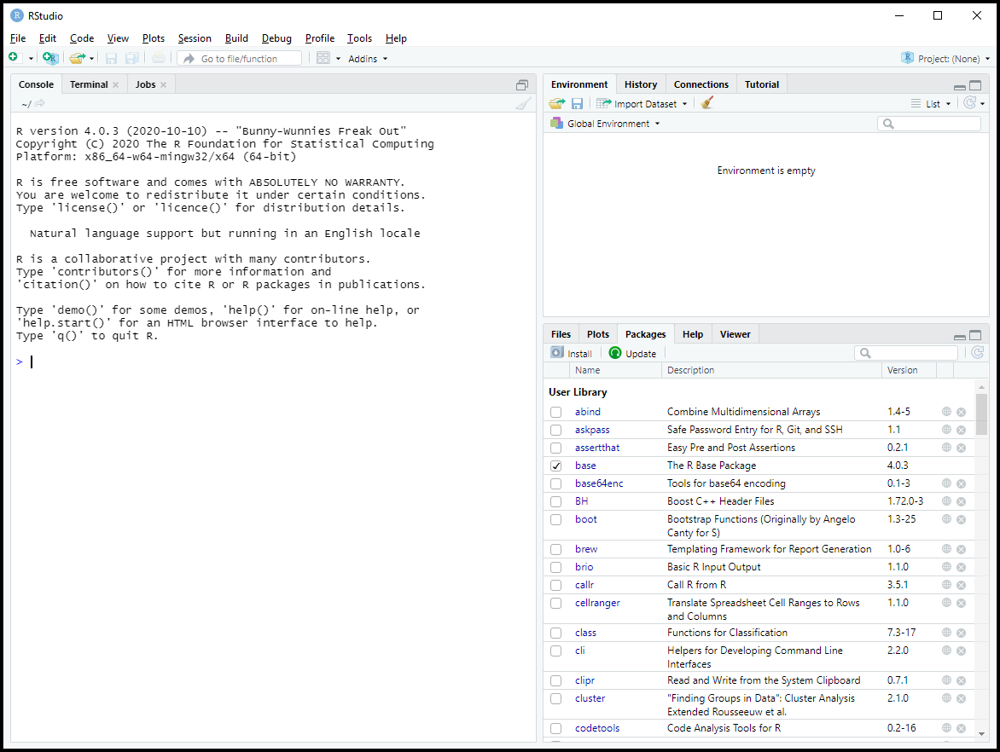 RStudio
File Edit Code View Plots Session Build Debug Profile Tools Help
Go to file/function Addins Project: (None)
Console Terminal Jobs
~/
R version 4.0.3 (2020-10-10) -- "Bunny-Wunnies Freak Out"
Copyright (C) 2020 The R Foundation for Statistical Computing
Platform: x86_64-w64-mingw32/x64 (64-bit)
R is free software and comes with ABSOLUTELY NO WARRANTY.
You are welcome to redistribute it under certain conditions.
Type 'license()' or 'licence()' for distribution details.
Natural language support but running in an English locale
R is a collaborative project with many contributors.
Type 'contributors()' for more information and
'citation()' on how to cite R or R packages in publications.
Type 'demo()' for some demos, 'help()' for on-line help, or
'help.start()' for an HTML browser interface to help.
Type 'q()' to quit R.
>
Environment History Connections Tutorial
Import Dataset List
Global Environment
Environment is empty
Files Plots Packages Help Viewer
Install Update
Name Description Version
User Library
abind Combine Multidimensional Arrays 1.4-5
askpass Safe Password Entry for R, Git, and SSH 1.1
assertthat Easy Pre and Post Assertions 0.2.1
base The R Base Package 4.0.3
base64enc Tools for base64 encoding 0.1-3
BH Boost C++ Header Files 1.72.0-3
boot Bootstrap Functions (Originally by Angelo 1.3-25
Canty for S)
brew Templating Framework for Report Generation 1.0-6
brio Basic R Input Output 1.1.0
callr Call R from R 3.5.1
cellranger Translate Spreadsheet Cell Ranges to Rows 1.1.0
and Columns
class Functions for Classification 7.3-17
cli Helpers for Developing Command Line 2.2.0
Interfaces
clipr Read and Write from the System Clipboard 0.7.1
cluster "Finding Groups in Data": Cluster Analysis 2.1.0
Extended Rousseeuw et al.
codetools Code Analysis Tools for R 0.2-16